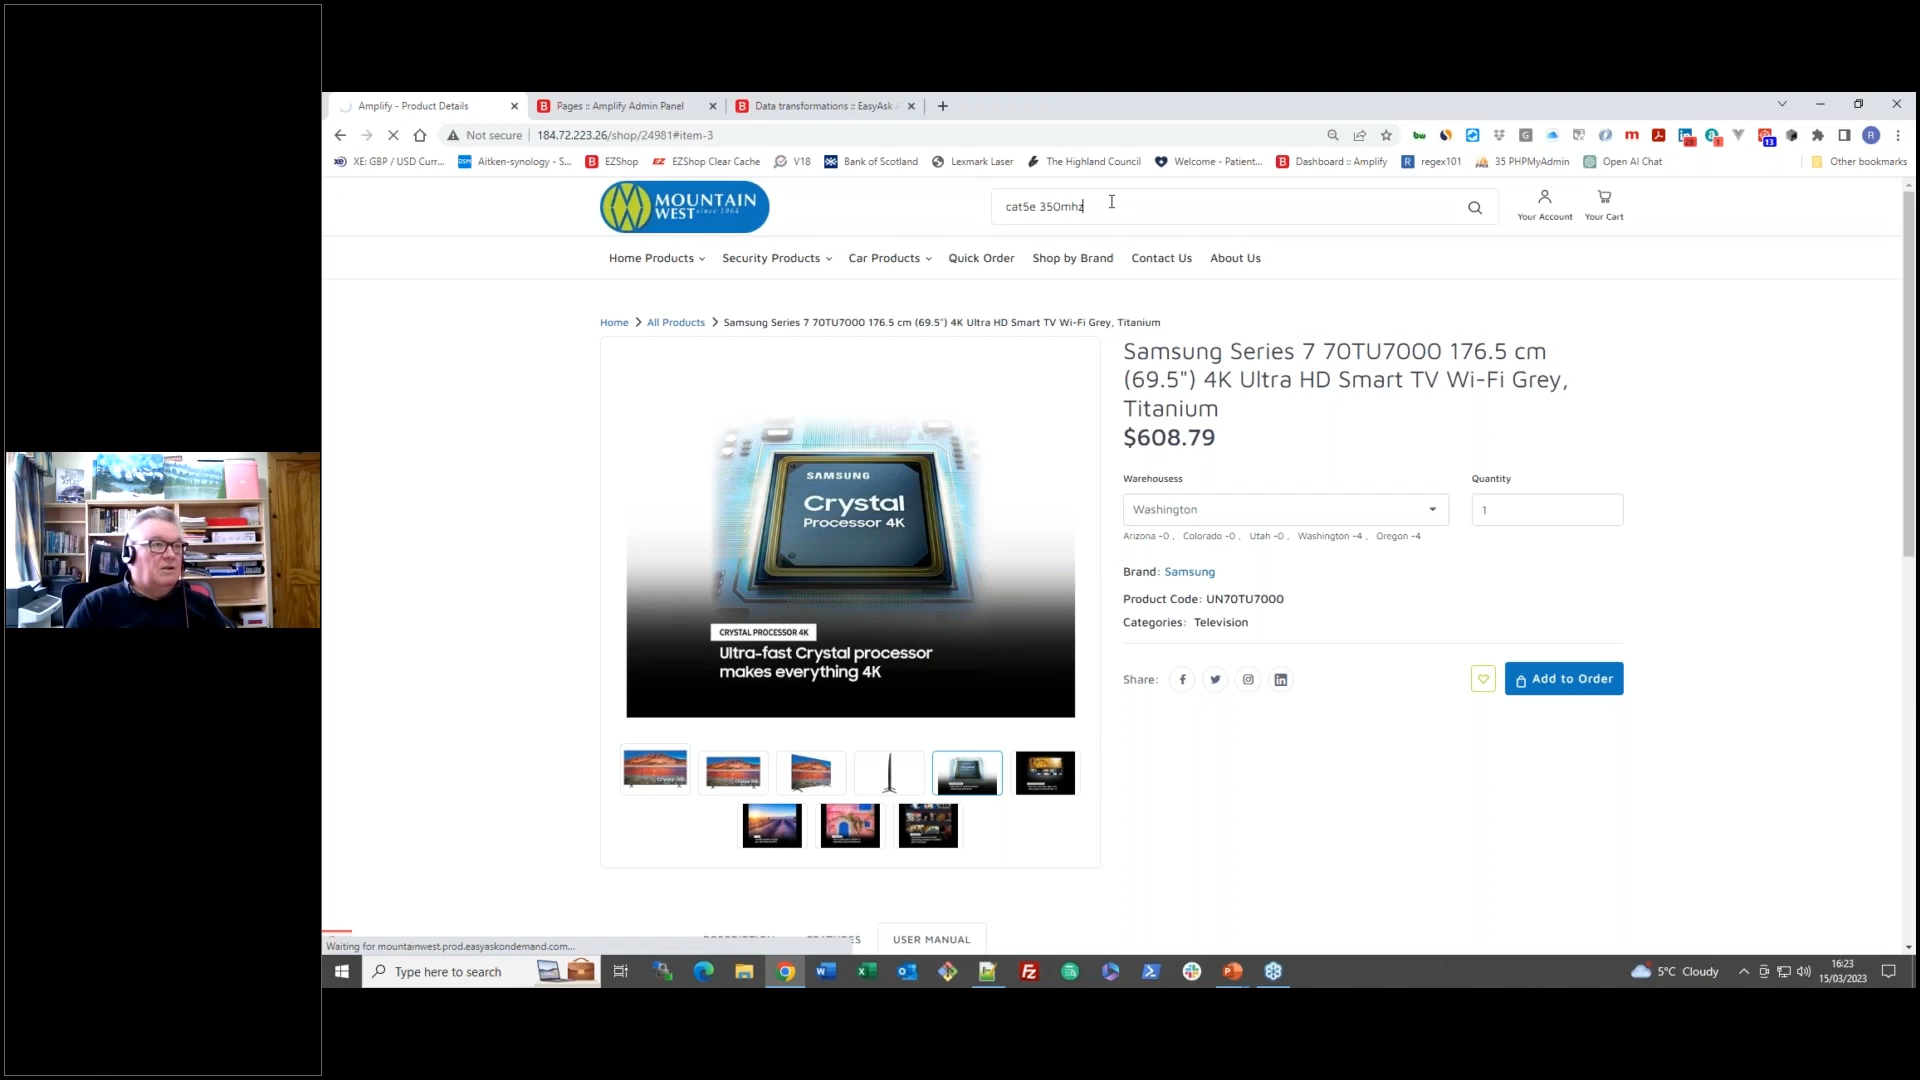 Amplify - Product Details
Pages :: Amplify Admin Panel
Data transformations :: EasyAsk A
Not secure
184.72.223.26/shop/24981#item-3
XE: GBP / USD Curr...
Aitken-synology - S...
EZShop
EZShop Clear Cache
V18
Bank of Scotland
Lexmark Laser
The Highland Council
Welcome - Patient...
Dashboard :: Amplify
regex101
35 PHPMyAdmin
Open AI Chat
Other bookmarks
MOUNTAIN
WEST since 1964
cat5e 350mhz
Your Account
Your Cart
Home Products
Security Products
Car Products
Quick Order
Shop by Brand
Contact Us
About Us
Home > All Products > Samsung Series 7 70TU7000 176.5 cm (69.5") 4K Ultra HD Smart TV Wi-Fi Grey, Titanium
SAMSUNG
Crystal
Processor 4K
CRYSTAL PROCESSOR 4K
Ultra-fast Crystal processor
makes everything 4K
Samsung Series 7 70TU7000 176.5 cm
(69.5") 4K Ultra HD Smart TV Wi-Fi Grey,
Titanium
$608.79
Warehousess
Quantity
Washington
1
Arizona -0 , Colorado -0 , Utah -0 , Washington -4 , Oregon -4
Brand: Samsung
Product Code: UN70TU7000
Categories: Television
Share:
Add to Order
USER MANUAL
Waiting for mountainwest.prod.easyaskondemand.com...
Type here to search
5°C Cloudy
16:23
15/03/2023